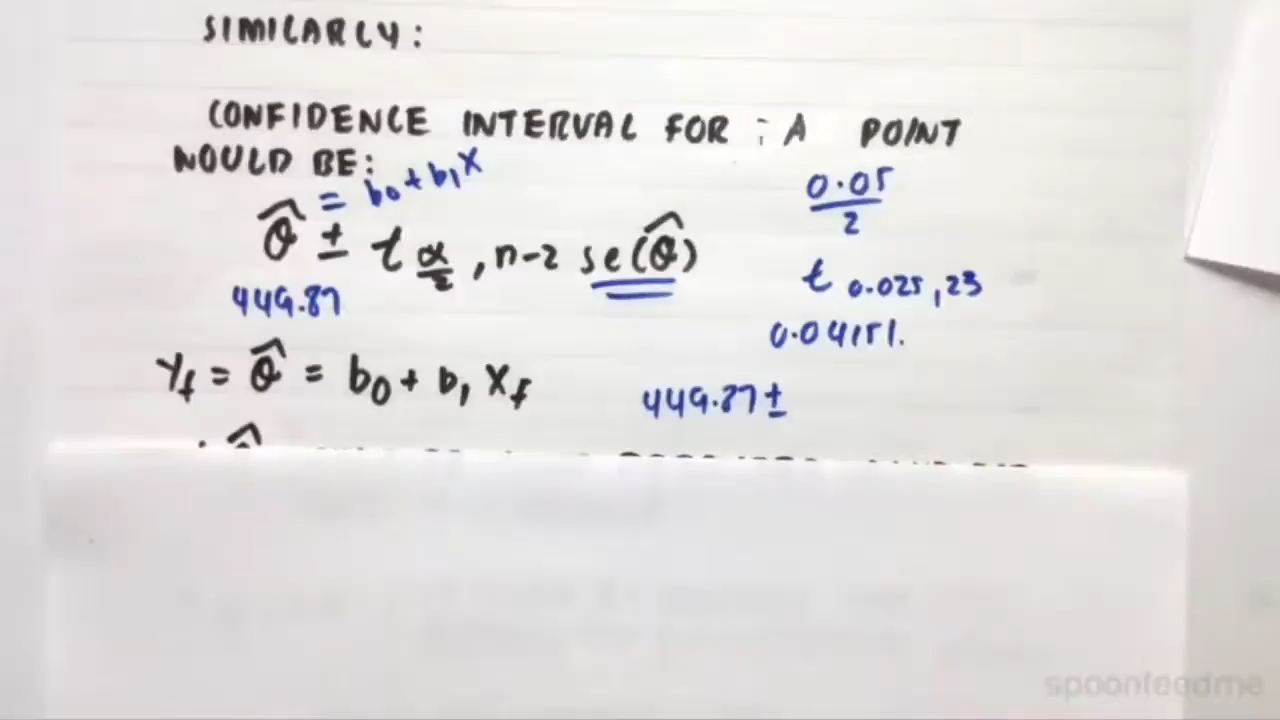 SIMILARLY:
CONFIDENCE INTERVAL FOR : A POINT
WOULD BE:
= b0 + b1X
θ̂ ± t α/2 , n-2 se(θ̂)
449.87
0.05
2
t 0.025, 23
0.04151.
Yf = θ̂ = b0 + b1 Xf
449.87 ±
spoonfeedme